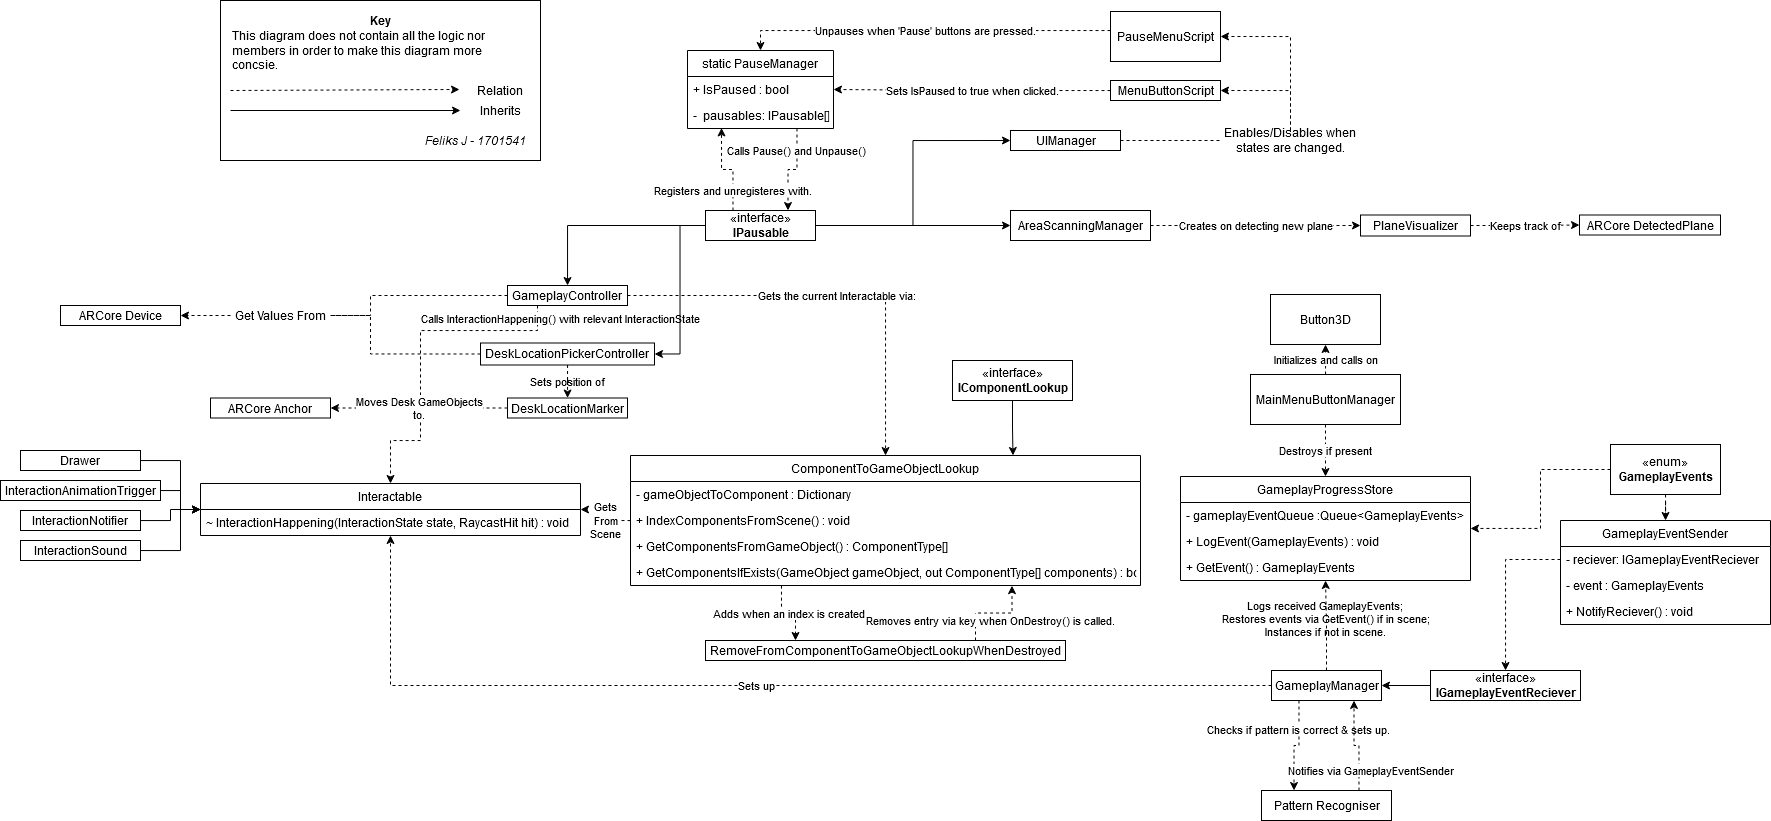 Key
This diagram does not contain all the logic nor
members in order to make this diagram more
concsie.
Relation
Inherits
Feliks J - 1701541
static PauseManager
+ IsPaused : bool
- pausables: IPausable[]
Unpauses when 'Pause' buttons are pressed.
PauseMenuScript
Sets IsPaused to true when clicked.
MenuButtonScript
Calls Pause() and Unpause()
Registers and unregisteres with.
UIManager
Enables/Disables when
states are changed.
«interface»
IPausable
AreaScanningManager
Creates on detecting new plane
PlaneVisualizer
Keeps track of
ARCore DetectedPlane
GameplayController
Gets the current Interactable via:
ARCore Device
Get Values From
Calls InteractionHappening() with relevant InteractionState
DeskLocationPickerController
Sets position of
ARCore Anchor
Moves Desk GameObjects
to.
DeskLocationMarker
«interface»
IComponentLookup
Button3D
Initializes and calls on
MainMenuButtonManager
Destroys if present
Drawer
InteractionAnimationTrigger
InteractionNotifier
InteractionSound
Interactable
~ InteractionHappening(InteractionState state, RaycastHit hit) : void
Gets
From
Scene
ComponentToGameObjectLookup
- gameObjectToComponent : Dictionary
+ IndexComponentsFromScene() : void
+ GetComponentsFromGameObject() : ComponentType[]
+ GetComponentsIfExists(GameObject gameObject, out ComponentType[] components) : bc
Adds when an index is created
Removes entry via key when OnDestroy() is called.
RemoveFromComponentToGameObjectLookupWhenDestroyed
GameplayProgressStore
- gameplayEventQueue :Queue<GameplayEvents>
+ LogEvent(GameplayEvents) : void
+ GetEvent() : GameplayEvents
«enum»
GameplayEvents
GameplayEventSender
- reciever: IGameplayEventReciever
- event : GameplayEvents
+ NotifyReciever() : void
Logs received GameplayEvents;
Restores events via GetEvent() if in scene;
Instances if not in scene.
Sets up
GameplayManager
«interface»
IGameplayEventReciever
Checks if pattern is correct & sets up.
Notifies via GameplayEventSender
Pattern Recogniser